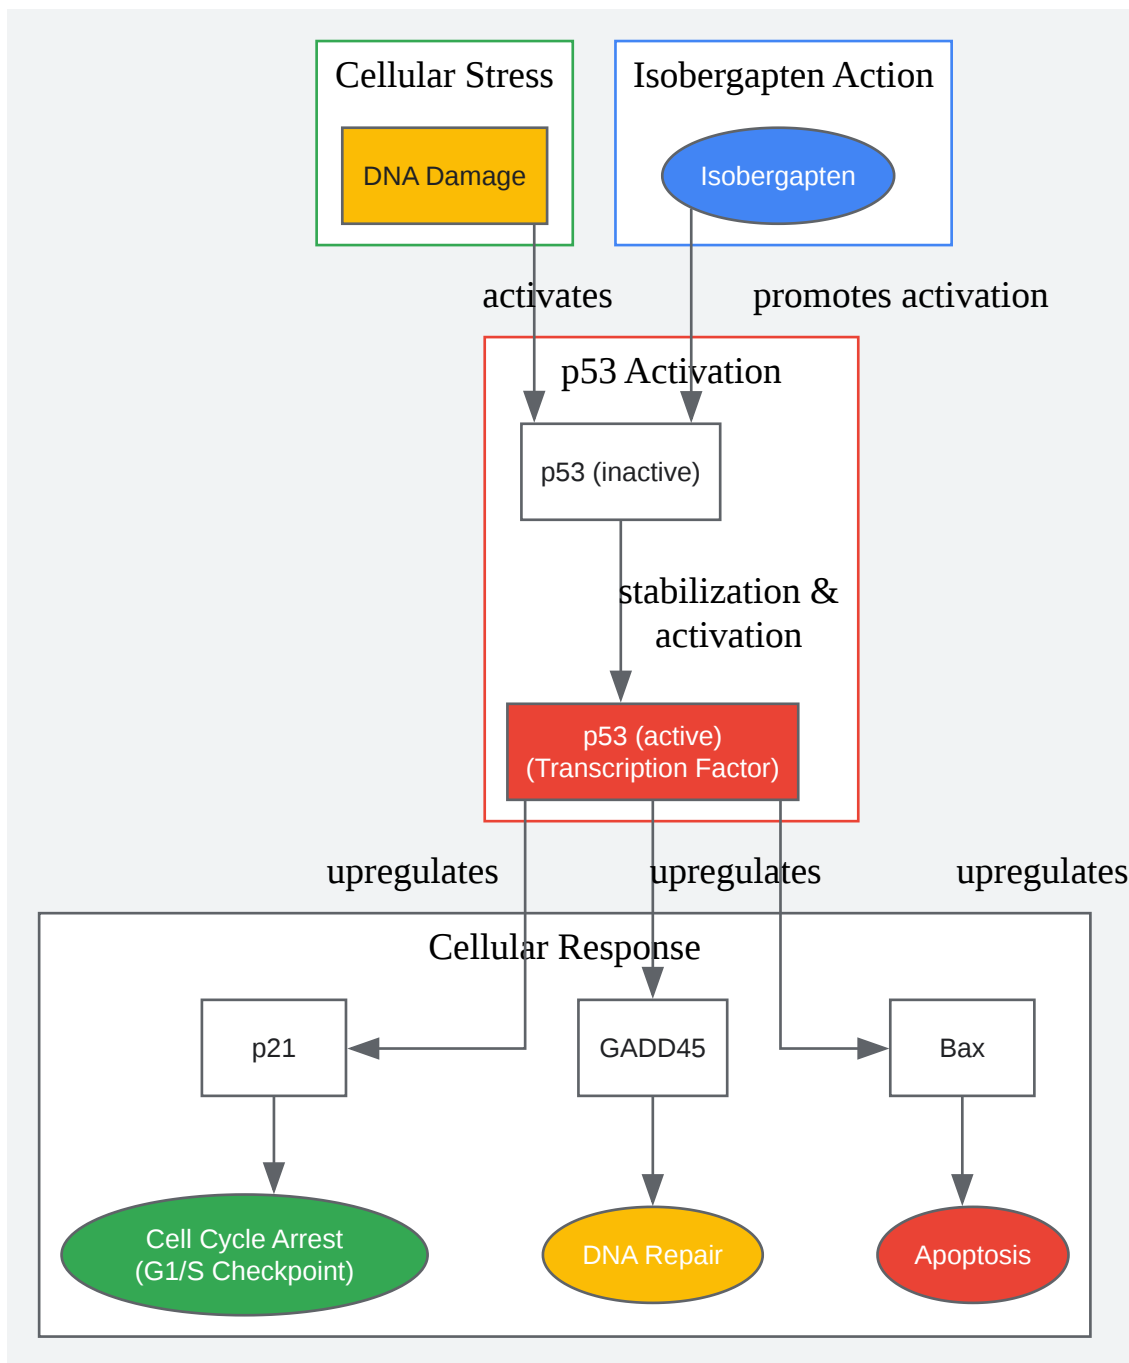 Cellular Stress
Isobergapten Action
DNA Damage
Isobergapten
activates
promotes activation
p53 Activation
p53 (inactive)
stabilization &
activation
p53 (active)
(Transcription Factor)
upregulates
upregulates
upregulates
Cellular Response
p21
GADD45
Bax
Cell Cycle Arrest
(G1/S Checkpoint)
DNA Repair
Apoptosis